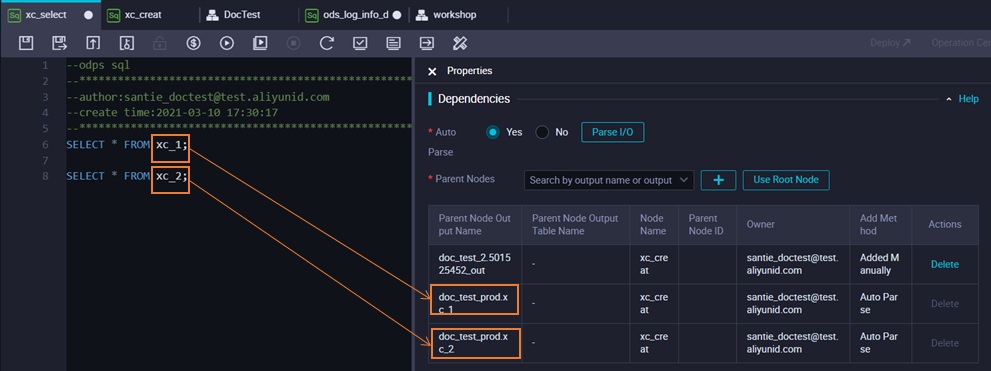 xc_select xc_creat DocTest ods_log_info_d workshop
Deploy Operation Cen
1 --odps sql
2 --********************************************
3 --author:santie_doctest@test.aliyunid.com
4 --create time:2021-03-10 17:30:17
5 --********************************************
6 SELECT * FROM xc_1;
7
8 SELECT * FROM xc_2;
Properties
Dependencies Help
* Auto Yes No Parse I/O
Parse
* Parent Nodes Search by output name or output Use Root Node
Parent Node Out Parent Node Output Node Parent Owner Add Met Actions
put Name Table Name Name Node ID hod
doc_test_2.5015 - xc_cre santie_doctest@test. Added M Delete
25452_out at aliyunid.com anually
doc_test_prod.x - xc_cre santie_doctest@test. Auto Par Delete
c_1 at aliyunid.com se
doc_test_prod.x - xc_cre santie_doctest@test. Auto Par Delete
c_2 at aliyunid.com se